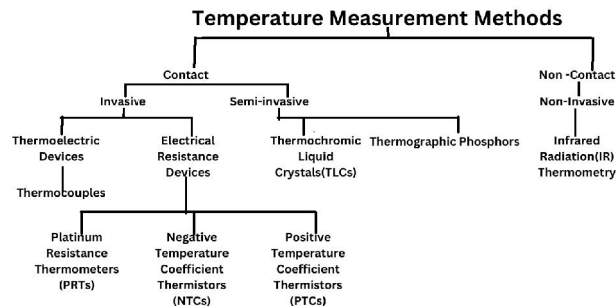 Temperature Measurement Methods
Contact
Non -Contact
Invasive
Semi-invasive
Non-Invasive
Thermoelectric
Devices
Electrical
Resistance
Devices
Thermochromic
Liquid
Crystals(TLCs)
Thermographic Phosphors
Infrared
Radiation(IR)
Thermometry
Thermocouples
Platinum
Resistance
Thermometers
(PRTs)
Negative
Temperature
Coefficient
Thermistors
(NTCs)
Positive
Temperature
Coefficient
Thermistors
(PTCs)